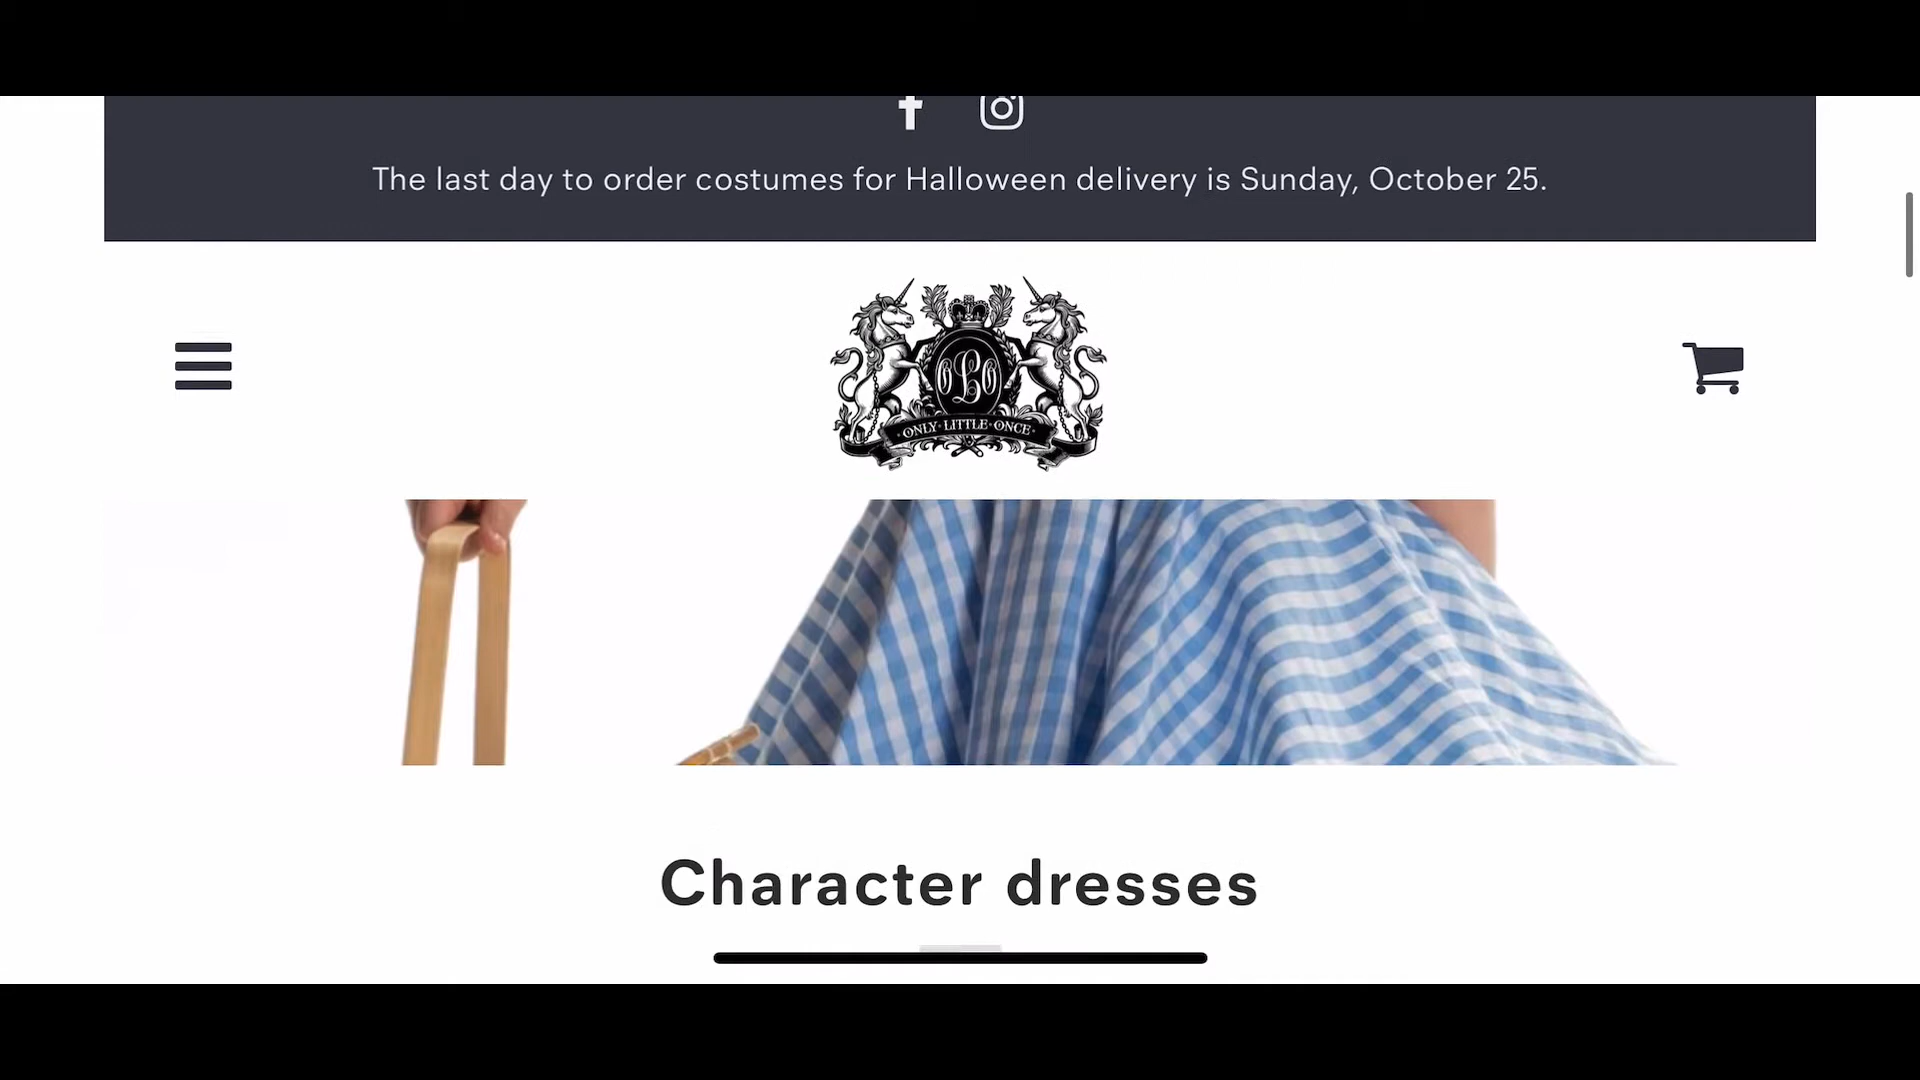 The last day to order costumes for Halloween delivery is Sunday, October 25.
OLO
·ONLY·LITTLE·ONCE·
Character dresses